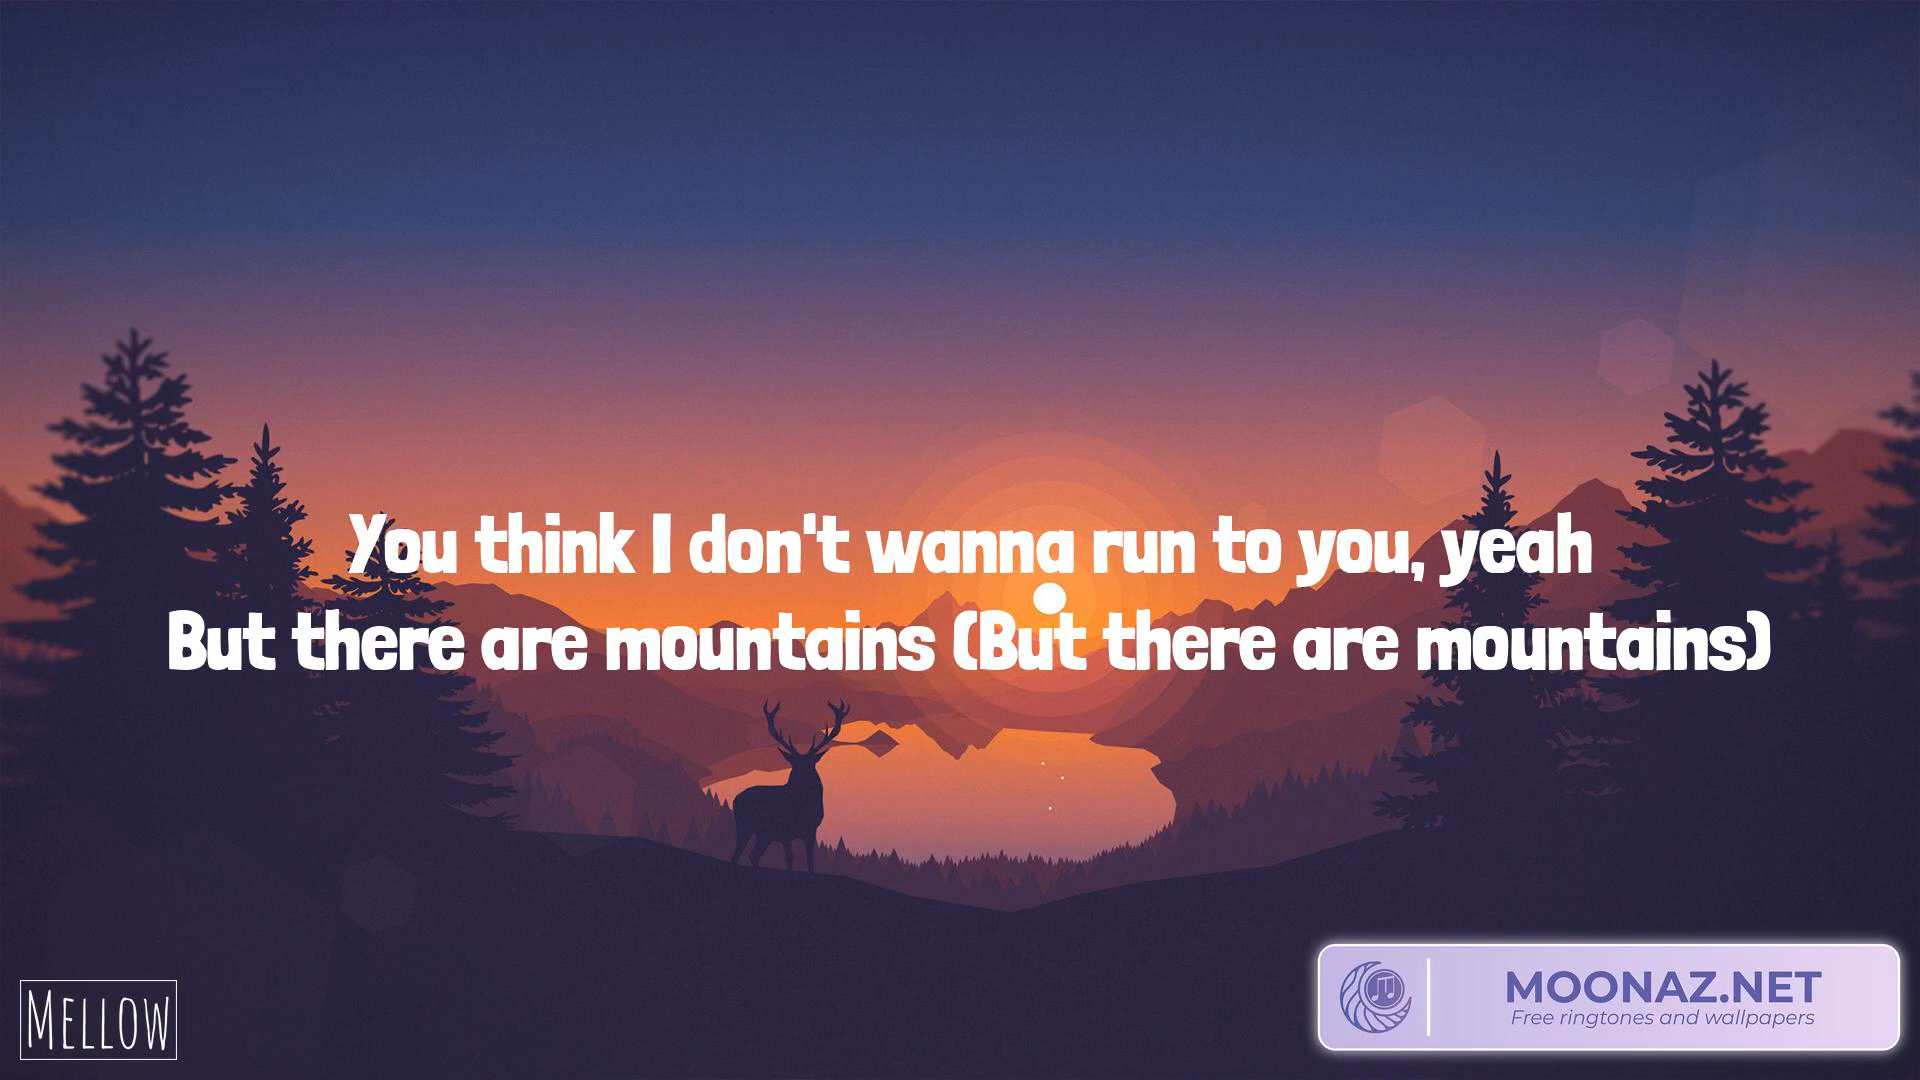 You think I don't wanna run to you, yeah
But there are mountains (But there are mountains)
MELLOW
MOONAZ.NET
Free ringtones and wallpapers